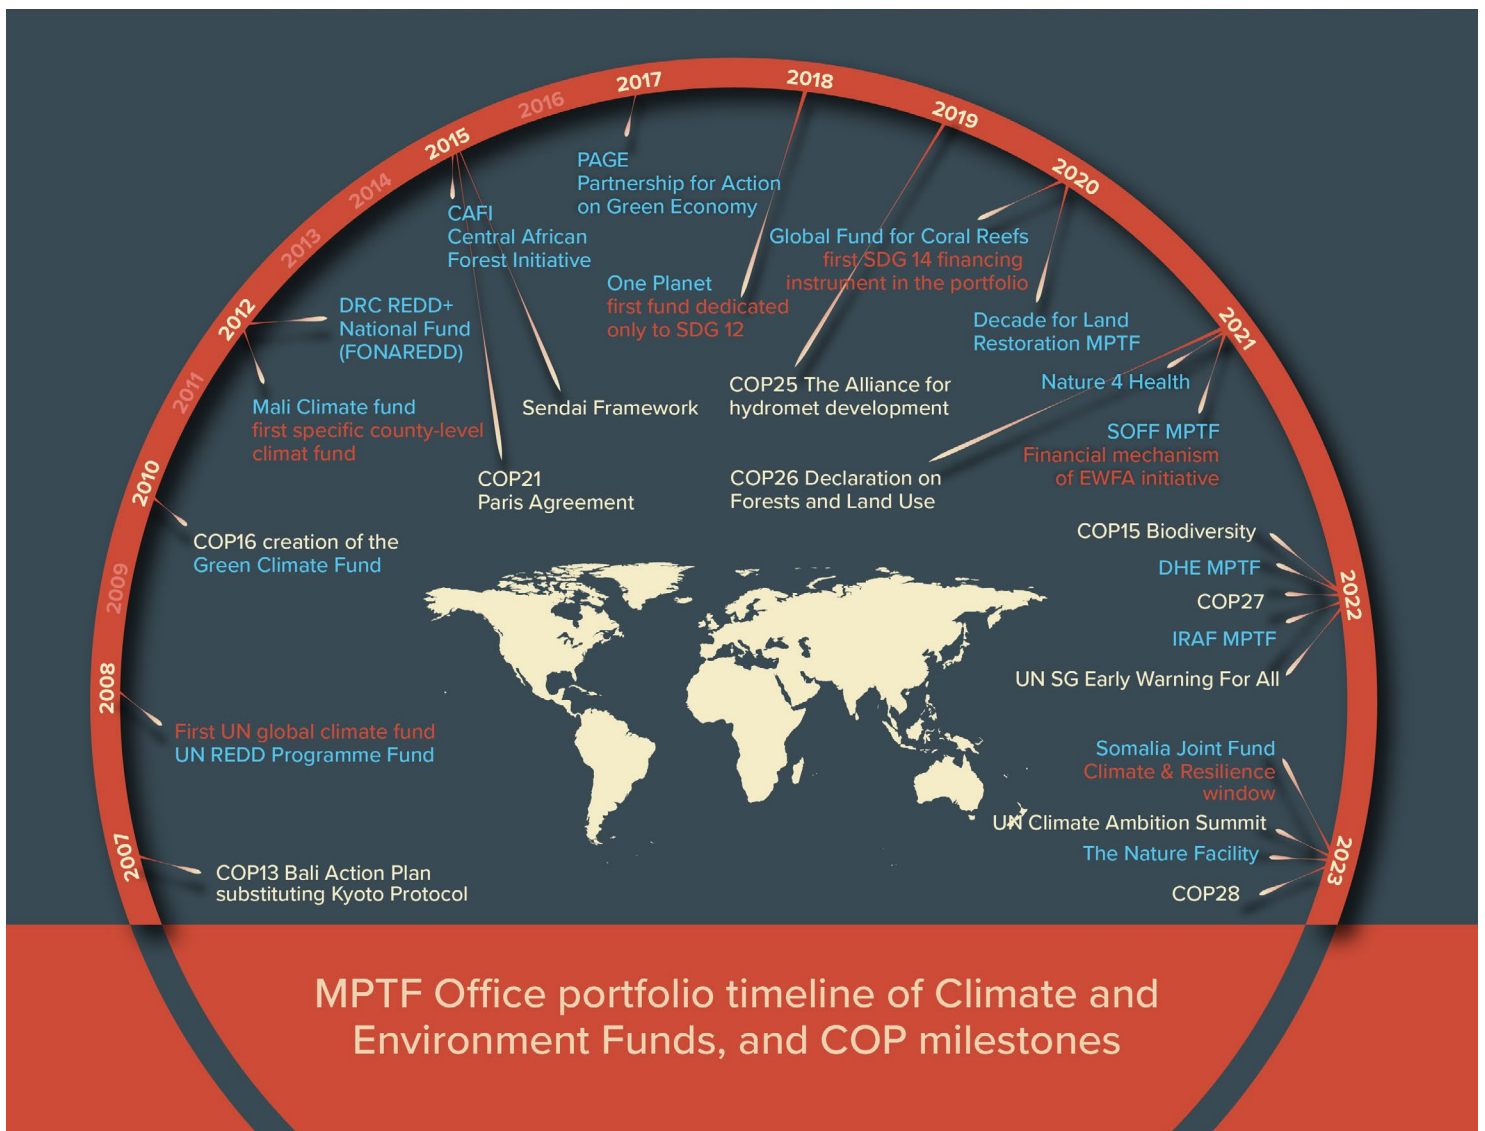 2007
COP13 Bali Action Plan
substituting Kyoto Protocol
2008
First UN global climate fund
UN REDD Programme Fund
2009
2010
COP16 creation of the
Green Climate Fund
2011
2012
DRC REDD+
National Fund
(FONAREDD)
Mali Climate fund
first specific county-level
climat fund
2013
2014
2015
CAFI
Central African
Forest Initiative
COP21
Paris Agreement
Sendai Framework
2016
2017
PAGE
Partnership for Action
on Green Economy
2018
One Planet
first fund dedicated
only to SDG 12
2019
COP25 The Alliance for
hydromet development
2020
Global Fund for Coral Reefs
first SDG 14 financing
instrument in the portfolio
Decade for Land
Restoration MPTF
2021
Nature 4 Health
SOFF MPTF
Financial mechanism
of EWFA initiative
COP26 Declaration on
Forests and Land Use
2022
COP15 Biodiversity
DHE MPTF
COP27
IRAF MPTF
UN SG Early Warning For All
2023
Somalia Joint Fund
Climate & Resilience
window
UN Climate Ambition Summit
The Nature Facility
COP28
MPTF Office portfolio timeline of Climate and
Environment Funds, and COP milestones